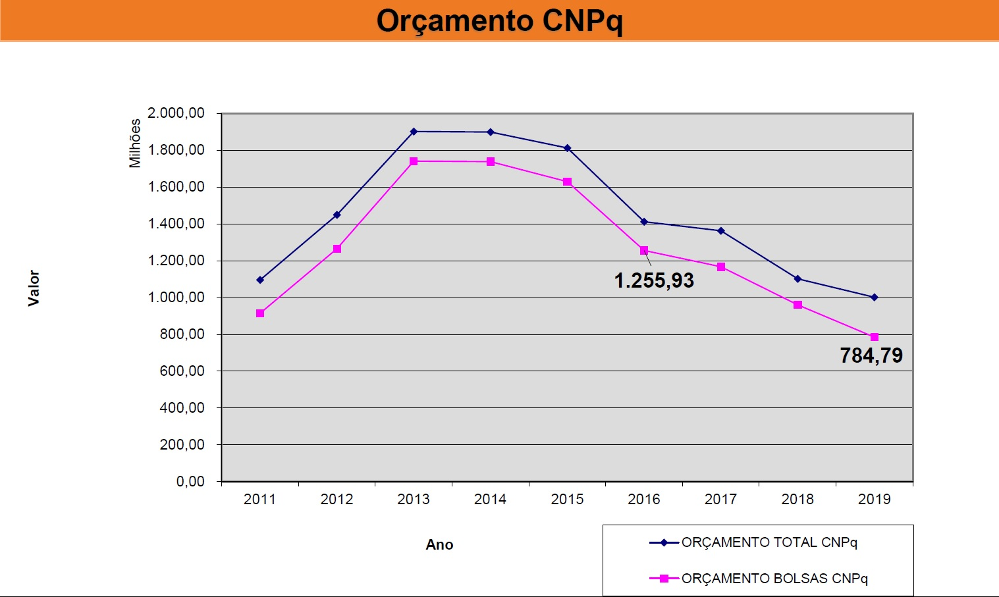 Orçamento CNPq
Milhões
2.000,00
1.800,00
1.600,00
1.400,00
1.200,00
1.000,00
800,00
600,00
400,00
200,00
0,00
Valor
1.255,93
784,79
2011 2012 2013 2014 2015 2016 2017 2018 2019
Ano
ORÇAMENTO TOTAL CNPq
ORÇAMENTO BOLSAS CNPq